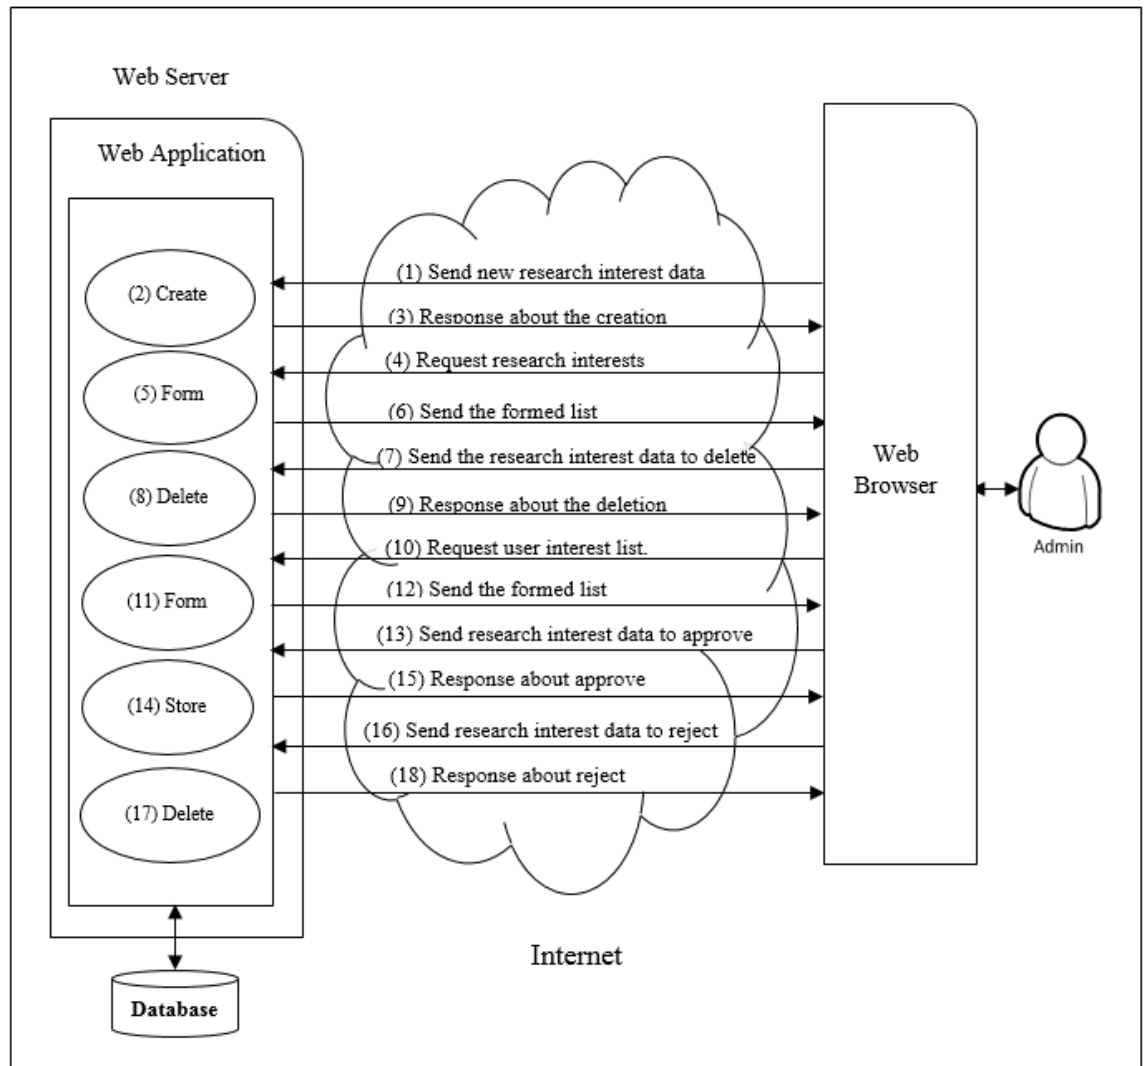 Web Server
Web Application
(1) Send new research interest data
(2) Create
(3) Response about the creation
(4) Request research interests
(5) Form
(6) Send the formed list
(7) Send the research interest data to delete
(8) Delete
(9) Response about the deletion
(10) Request user interest list.
(11) Form
(12) Send the formed list
(13) Send research interest data to approve
(14) Store
(15) Response about approve
(16) Send research interest data to reject
(18) Response about reject
(17) Delete
Web
Browser
Admin
Internet
Database